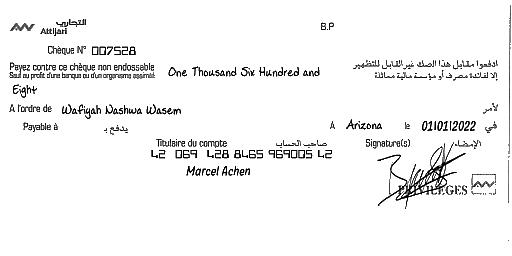 التجاري
Attijari
B.P
Chèque N° 007528
Payez contre ce chèque non endossable
Sauf au profit d'une banque ou d'un organisme assimilé
One Thousand Six Hundred and
ادفعوا مقابل هذا الصك غير القابل للتظهير
إلا لفائدة مصرف أو مؤسسة مالية مماثلة
Eight
A l'ordre de Wafiyah Nashwa Wasem لأمر
Payable à يدفع بـ A Arizona le 01/01/2022 في
Titulaire du compte صاحب الحساب Signature(s) الإمضاء
42 069 428 8465 969005 42
Marcel Achen
PRIVILEGES